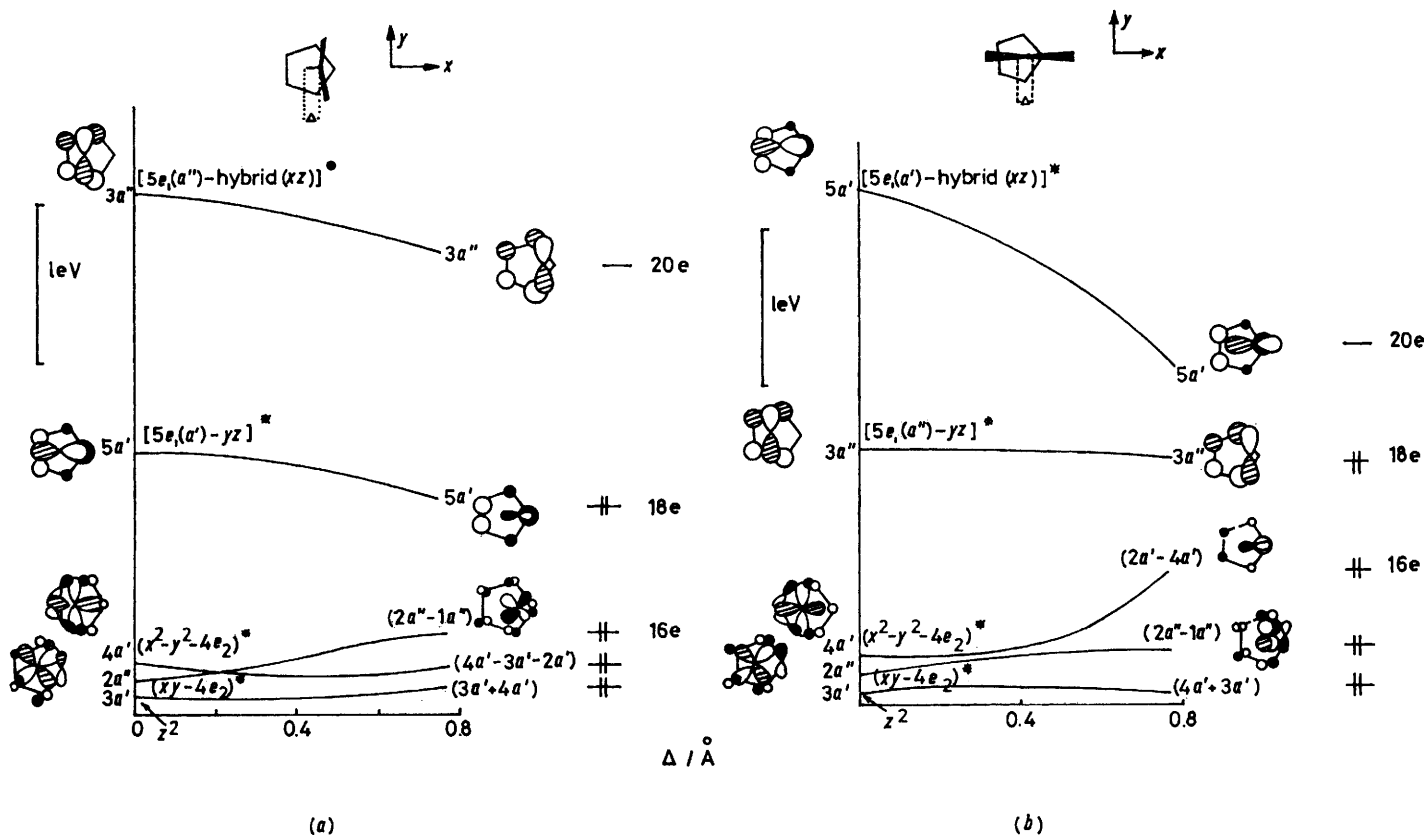 y
x
Δ
3a"
[5e₁(a")-hybrid (xz)]*
1eV
3a"
20e
5a'
[5e₁(a')-yz]*
5a'
18e
(2a"-1a")
16e
4a'
(x²-y²-4e₂)*
2a"
(xy-4e₂)*
3a'
(4a'-3a'-2a')
(3a'+4a')
z²
0
0.4
0.8
(a)
Δ / Å
y
x
Δ
5a'
[5e₁(a')-hybrid (xz)]*
1eV
5a'
20e
3a"
[5e₁(a")-yz]*
3a"
18e
(2a'-4a')
16e
4a'
(x²-y²-4e₂)*
2a"
(xy-4e₂)*
3a'
(2a"-1a")
(4a'+3a')
z²
0.4
0.8
(b)